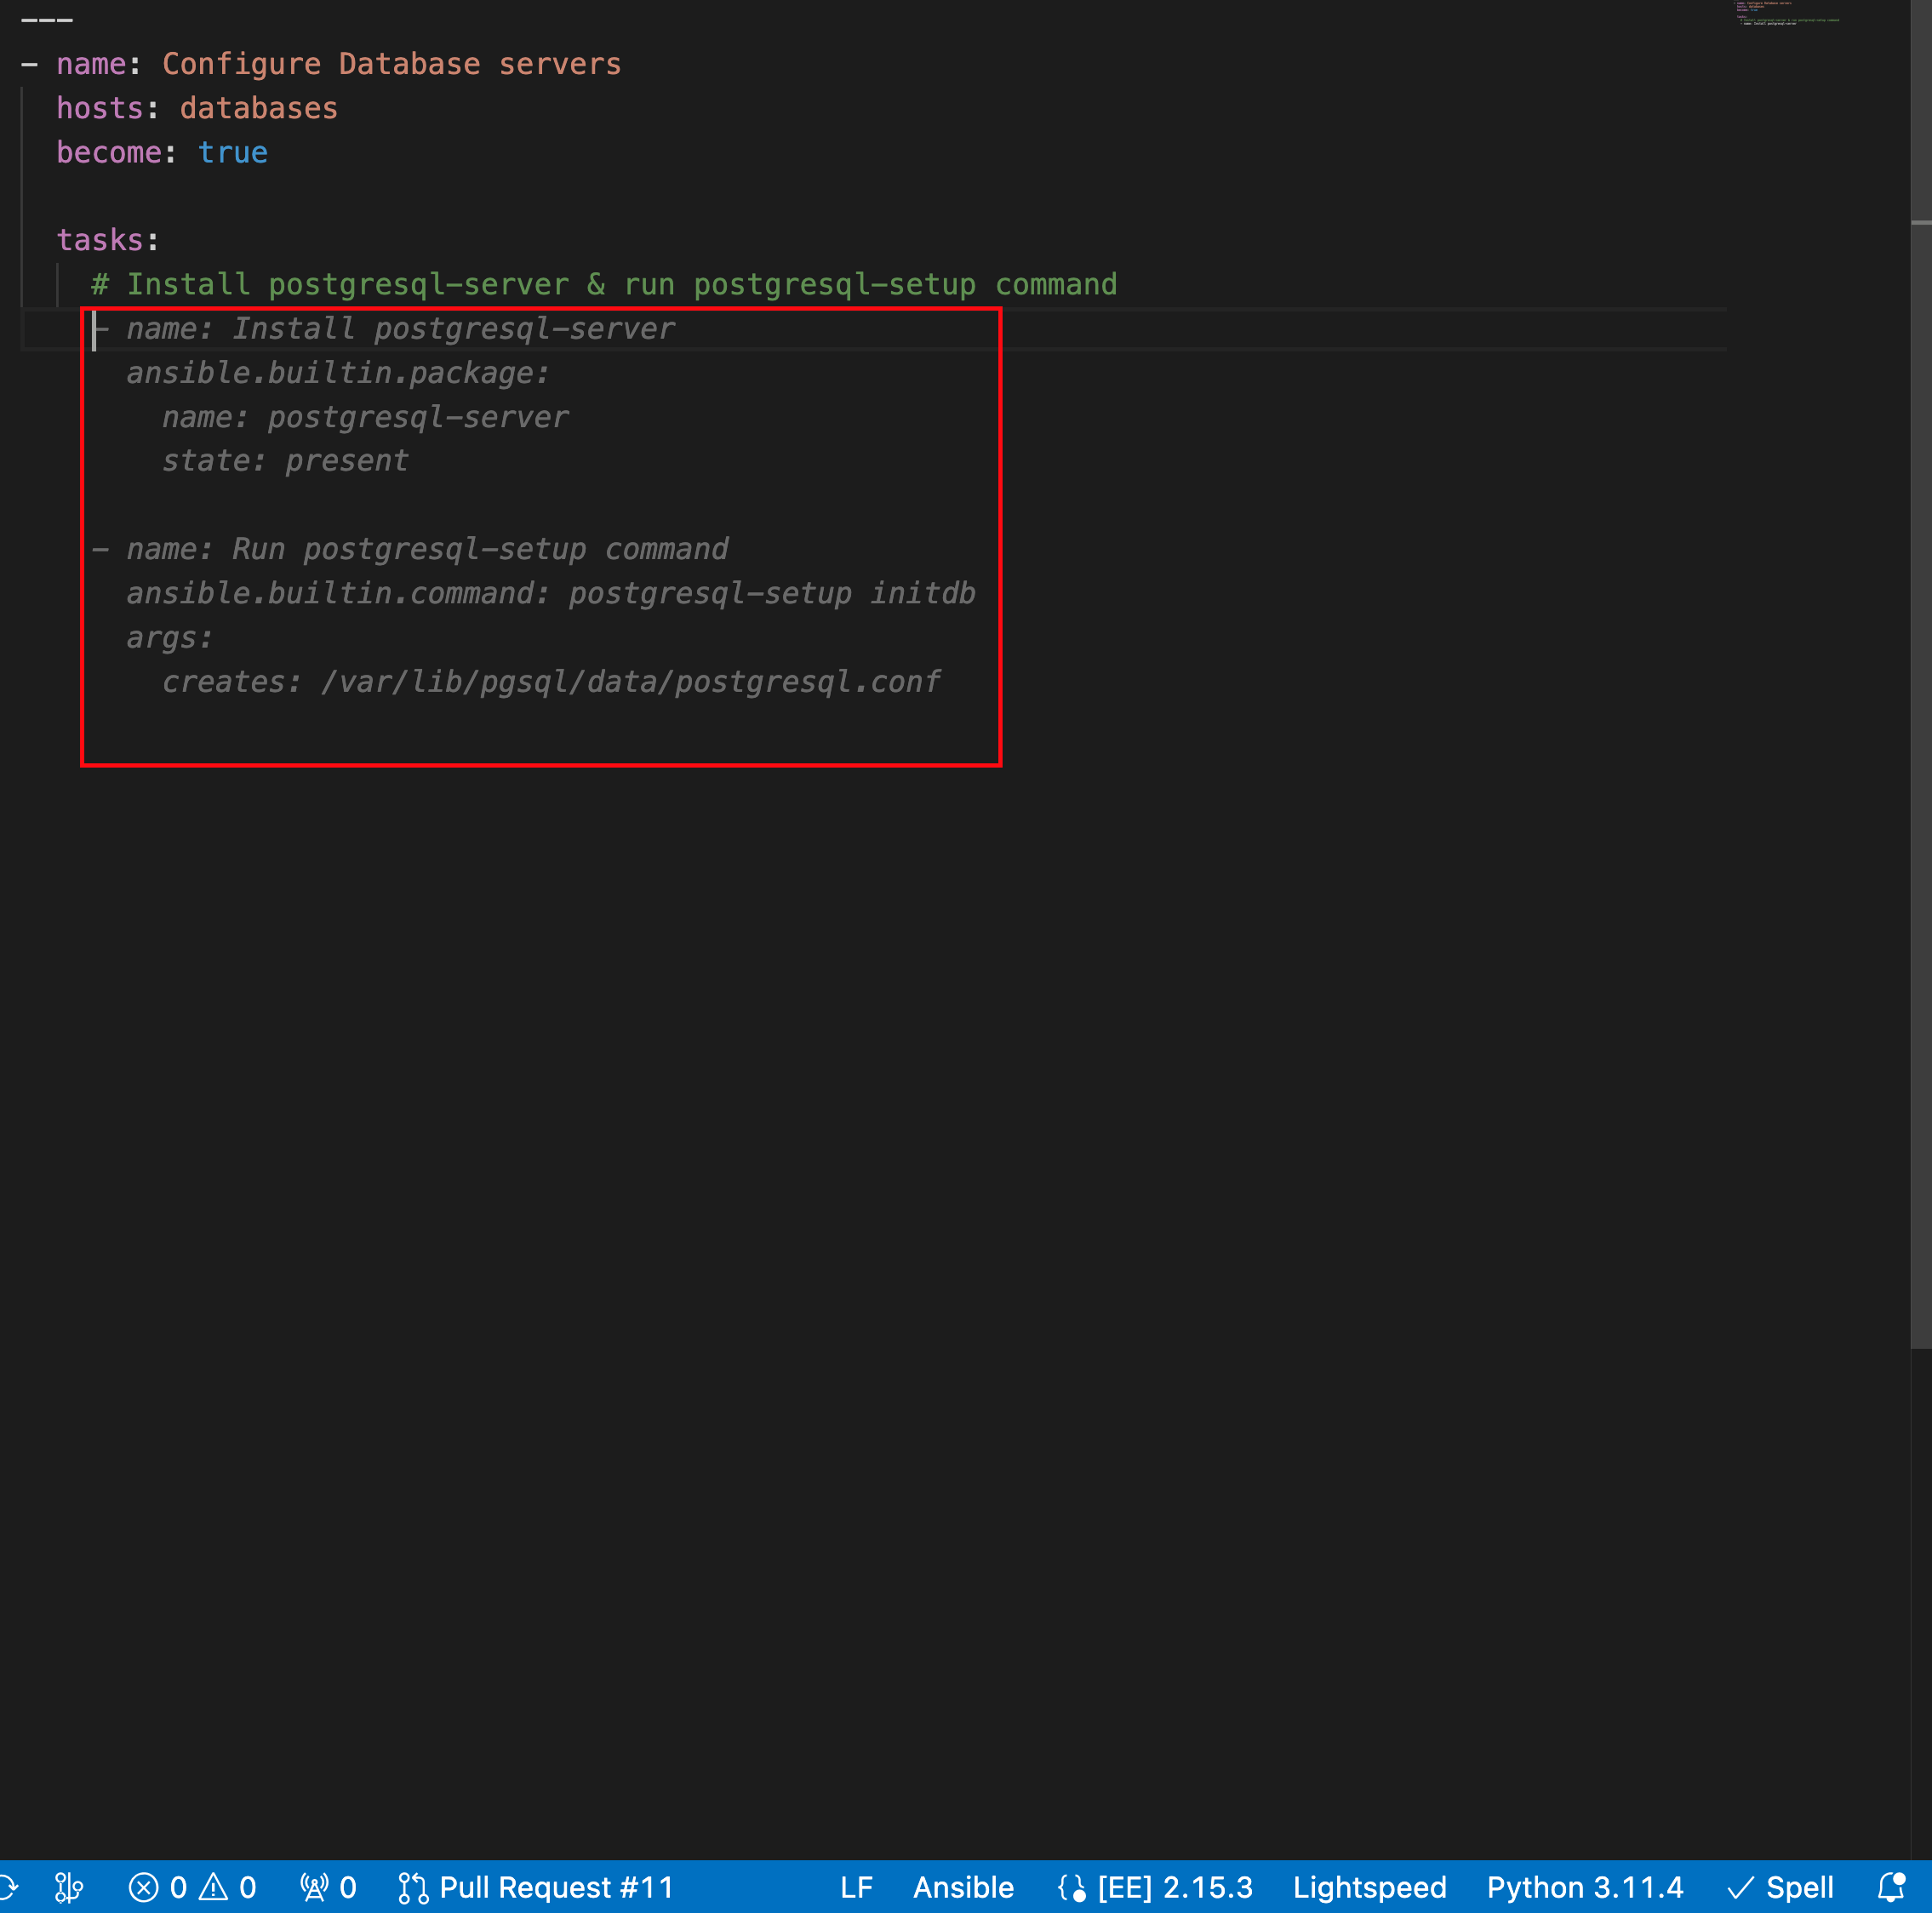 ---
- name: Configure Database servers
  hosts: databases
  become: true

  tasks:
    # Install postgresql-server & run postgresql-setup command
    - name: Install postgresql-server
      ansible.builtin.package:
        name: postgresql-server
        state: present

    - name: Run postgresql-setup command
      ansible.builtin.command: postgresql-setup initdb
      args:
        creates: /var/lib/pgsql/data/postgresql.conf
0 0 0 Pull Request #11 LF Ansible [EE] 2.15.3 Lightspeed Python 3.11.4 Spell